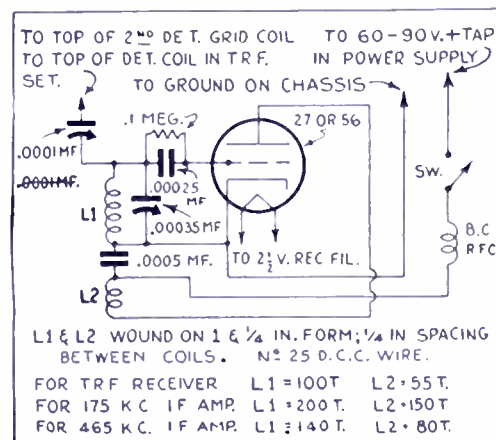 TO TOP OF 2ND DET. GRID COIL
TO TOP OF DET. COIL IN T.R.F.
SET.
TO 60-90V.+TAP
IN POWER SUPPLY
TO GROUND ON CHASSIS
.1 MEG.
27 OR 56
.0001MF.
.0001MF.
.00025
MF
.00035 MF
L1
SW.
B.C
RFC
.0005 MF.
TO 2½ V. REC FIL.
L2
L1 & L2 WOUND ON 1 & 1/4 IN. FORM; 1/4 IN SPACING
BETWEEN COILS. No 25 D.C.C. WIRE.
FOR TRF RECEIVER L1=100T L2=55T.
FOR 175 KC IF AMP. L1=200T. L2=150T
FOR 465 KC. IF AMP. L1=140T. L2=80T.